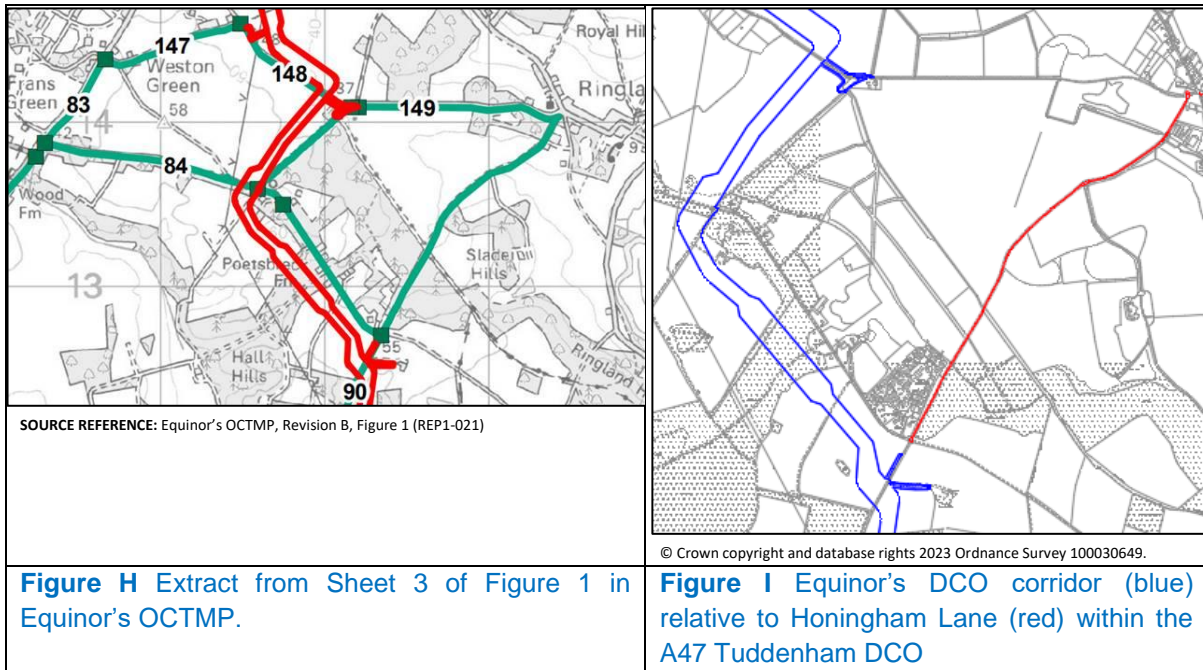 147
148
149
83
84
90
Weston
Green
Frans
Green
58
14
37
40
Royal Hil
Ringla
Wood
Fm
13
Hall
Hills
Hills
55
Ringland
SOURCE REFERENCE: Equinor's OCTMP, Revision B, Figure 1 (REP1-021)
© Crown copyright and database rights 2023 Ordnance Survey 100030649.
Figure H Extract from Sheet 3 of Figure 1 in
Equinor's OCTMP.
Figure I Equinor's DCO corridor (blue)
relative to Honingham Lane (red) within the
A47 Tuddenham DCO